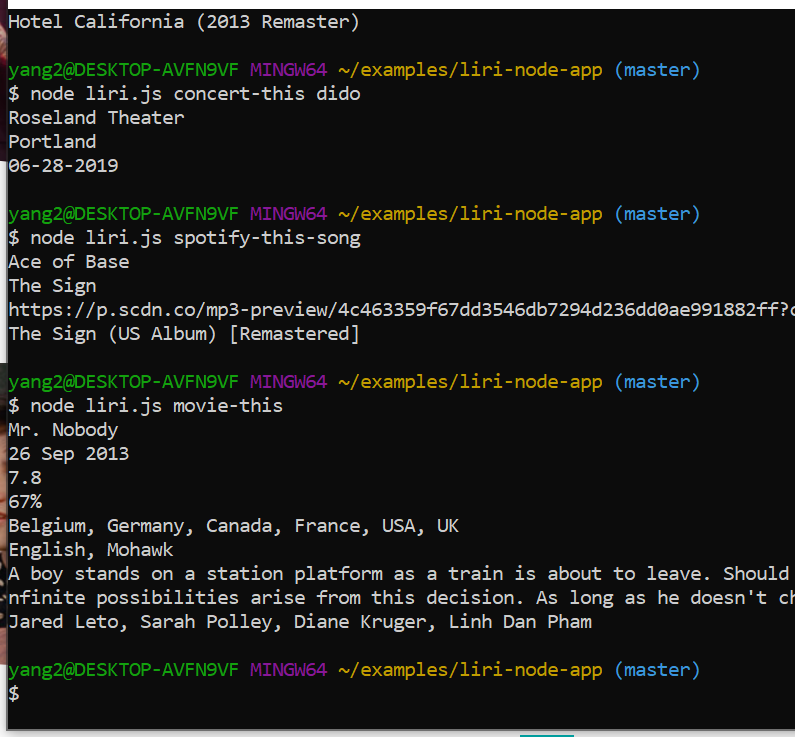 Hotel California (2013 Remaster)
yang2@DESKTOP-AVFN9VF MINGW64 ~/examples/liri-node-app (master)
$ node liri.js concert-this dido
Roseland Theater
Portland
06-28-2019
yang2@DESKTOP-AVFN9VF MINGW64 ~/examples/liri-node-app (master)
$ node liri.js spotify-this-song
Ace of Base
The Sign
https://p.scdn.co/mp3-preview/4c463359f67dd3546db7294d236dd0ae991882ff?c
The Sign (US Album) [Remastered]
yang2@DESKTOP-AVFN9VF MINGW64 ~/examples/liri-node-app (master)
$ node liri.js movie-this
Mr. Nobody
26 Sep 2013
7.8
67%
Belgium, Germany, Canada, France, USA, UK
English, Mohawk
A boy stands on a station platform as a train is about to leave. Should
nfinite possibilities arise from this decision. As long as he doesn't ch
Jared Leto, Sarah Polley, Diane Kruger, Linh Dan Pham
yang2@DESKTOP-AVFN9VF MINGW64 ~/examples/liri-node-app (master)
$